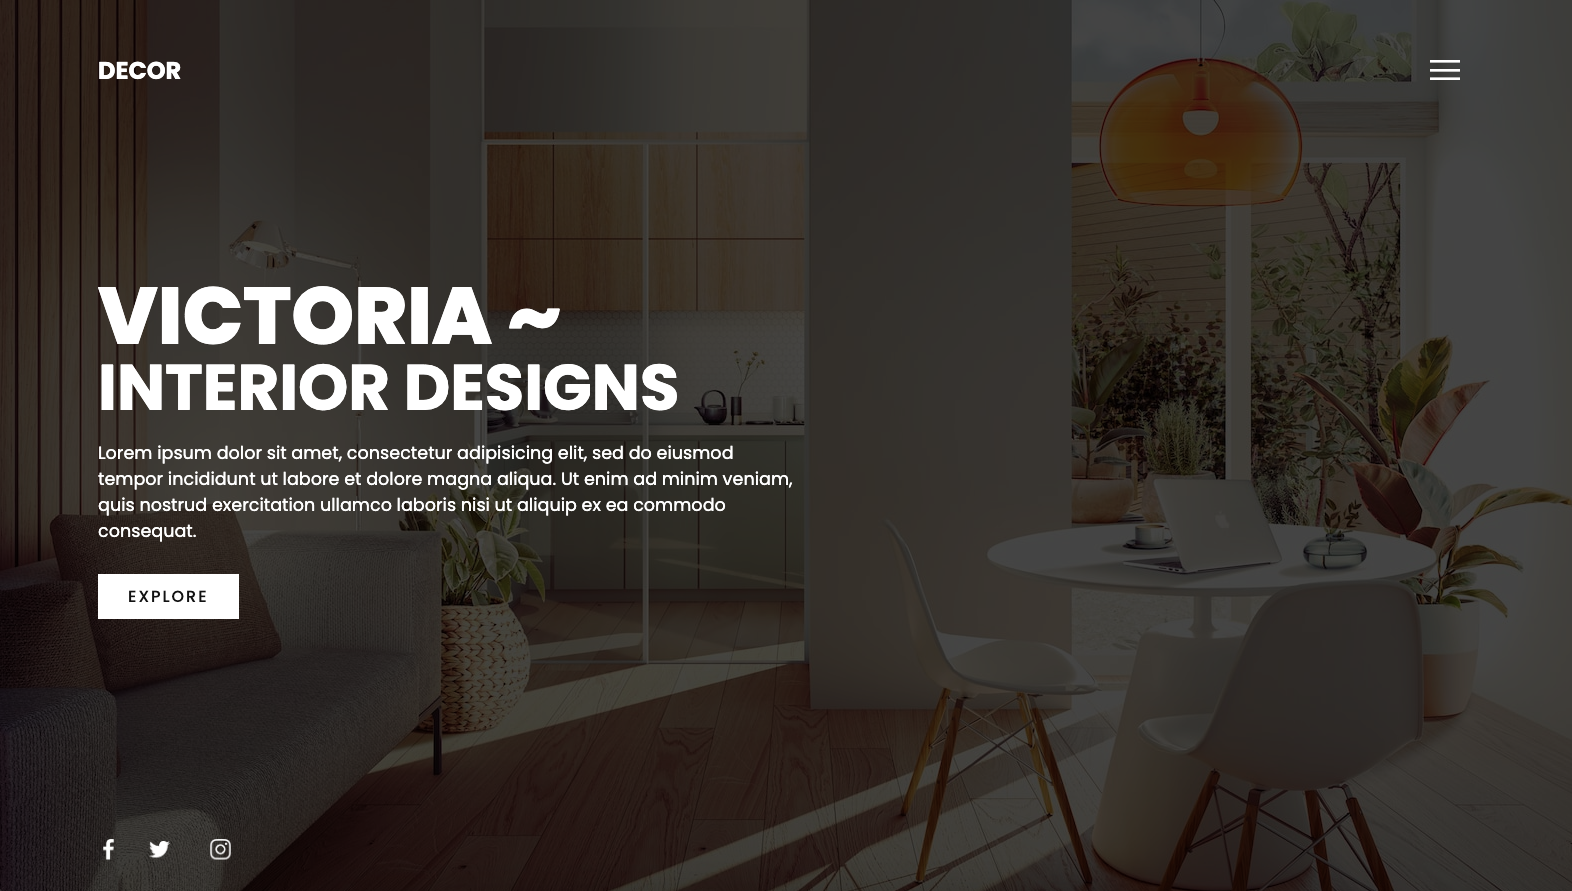 DECOR
VICTORIA ~
INTERIOR DESIGNS
Lorem ipsum dolor sit amet, consectetur adipisicing elit, sed do eiusmod
tempor incididunt ut labore et dolore magna aliqua. Ut enim ad minim veniam,
quis nostrud exercitation ullamco laboris nisi ut aliquip ex ea commodo
consequat.
EXPLORE